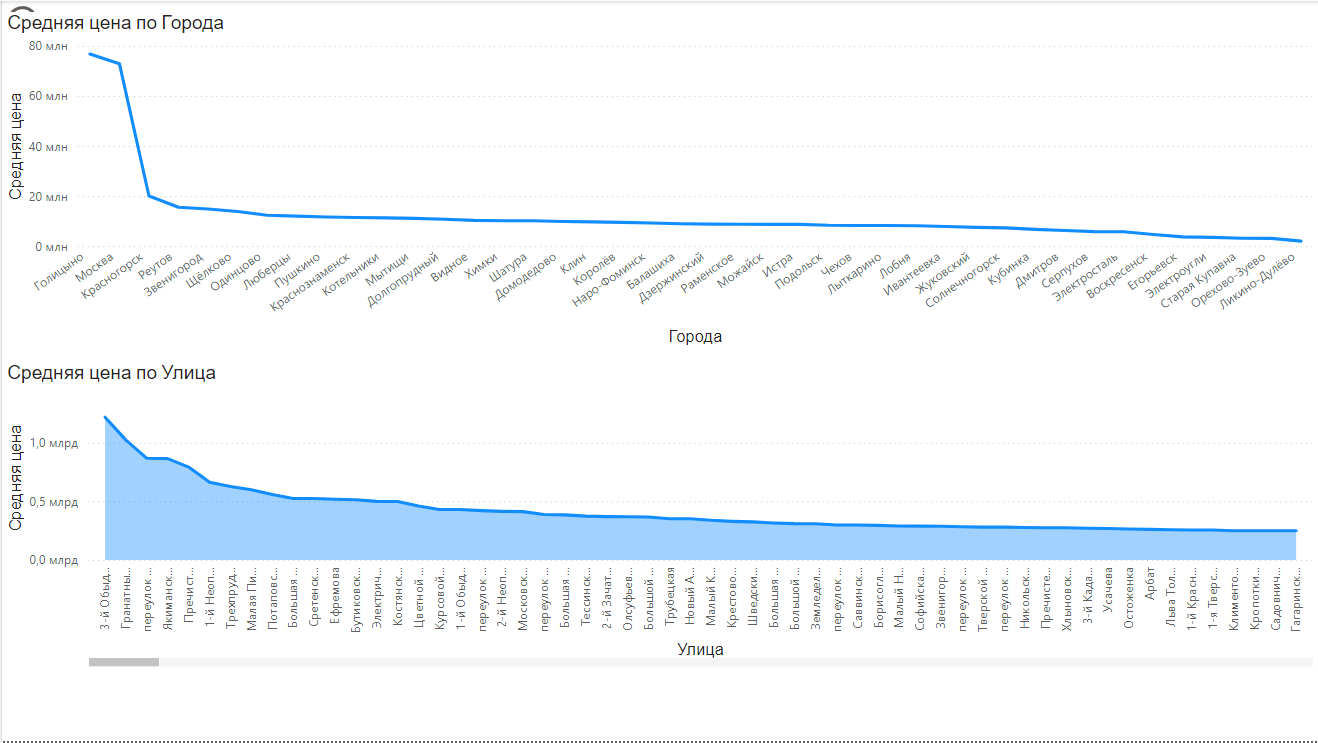 Средняя цена по Города
Средняя цена
80 млн
60 млн
40 млн
20 млн
0 млн
Голицыно
Москва
Красногорск
Реутов
Звенигород
Щёлково
Одинцово
Люберцы
Пушкино
Краснознаменск
Котельники
Мытищи
Долгопрудный
Видное
Химки
Шатура
Домодедово
Клин
Королёв
Наро-Фоминск
Балашиха
Дзержинский
Раменское
Можайск
Истра
Подольск
Чехов
Лыткарино
Лобня
Ивантеевка
Жуковский
Солнечногорск
Кубинка
Дмитров
Серпухов
Электросталь
Воскресенск
Егорьевск
Электроугли
Старая Купавна
Орехово-Зуево
Ликино-Дулёво
Города
Средняя цена по Улица
Средняя цена
1,0 млрд
0,5 млрд
0,0 млрд
3-й Обыд...
Гранатны...
переулок ...
Якиманск...
Пречист...
1-й Неоп...
Трехпруд...
Малая Пи...
Потаповс...
Большая ...
Сретенск...
Ефремова
Бутиковск...
Электрич...
Костянск...
Цветной ...
Курсовой...
1-й Обыд...
переулок ...
2-й Неоп...
Московск...
переулок ...
Большая ...
Тессинск...
2-й Зачат...
Олсуфьев...
Большой ...
Трубецкая
Новый А...
Малый К...
Крестово...
Шведски...
Большая ...
Большой...
Земледел...
переулок ...
Саввинск...
Борисогл...
Малый Н...
Софийска...
Звенигор...
переулок ...
Тверской ...
переулок ...
Никольск...
Пречисте...
Хлыновск...
3-й Када...
Усачева
Остоженка
Арбат
Льва Тол...
1-й Красн...
1-я Тверс...
Климентo...
Кропотки...
Садовнич...
Гагаринск...
Улица